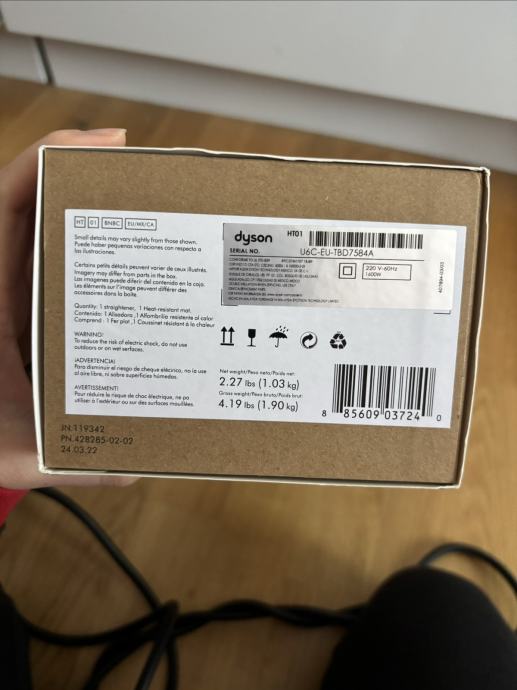 HT 01 BNBC EU/MX/CA
Small details may vary slightly from those shown.
Puede haber pequeñas variaciones con respecto a
las ilustraciones.
Certains petits détails peuvent varier de ceux illustrés.
Imagery may differ from parts in the box.
Las imágenes puede diferir del contenido en la caja.
Les éléments sur l'image peuvent différer des
accessoires dans la boîte.
Quantity: 1 straightener, 1 Heat-resistant mat.
Contenido: 1 Alisadora, 1 Alfombrilla resistente al calor
Comprend: 1 Fer plat, 1 Coussinet résistant à la chaleur
WARNING:
To reduce the risk of electric shock, do not use
outdoors or on wet surfaces.
¡ADVERTENCIA!
Para disminuir el riesgo de choque eléctrico, no la use
al aire libre, ni sobre superficies húmedas.
AVERTISSEMENT!
Pour réduire le risque de choc électrique, ne pas
utiliser à l'extérieur ou sur des surfaces mouillées.
dyson HT01
SERIAL NO. U6C-EU-TBD7584A
220 V~60Hz
1600W
Net weight/Peso neto/Poids net:
2.27 lbs (1.03 kg)
Gross weight/Peso bruto/Poids brut:
4.19 lbs (1.90 kg)
8 85609 03724 0
JN.119342
PN.428285-02-02
24.03.22